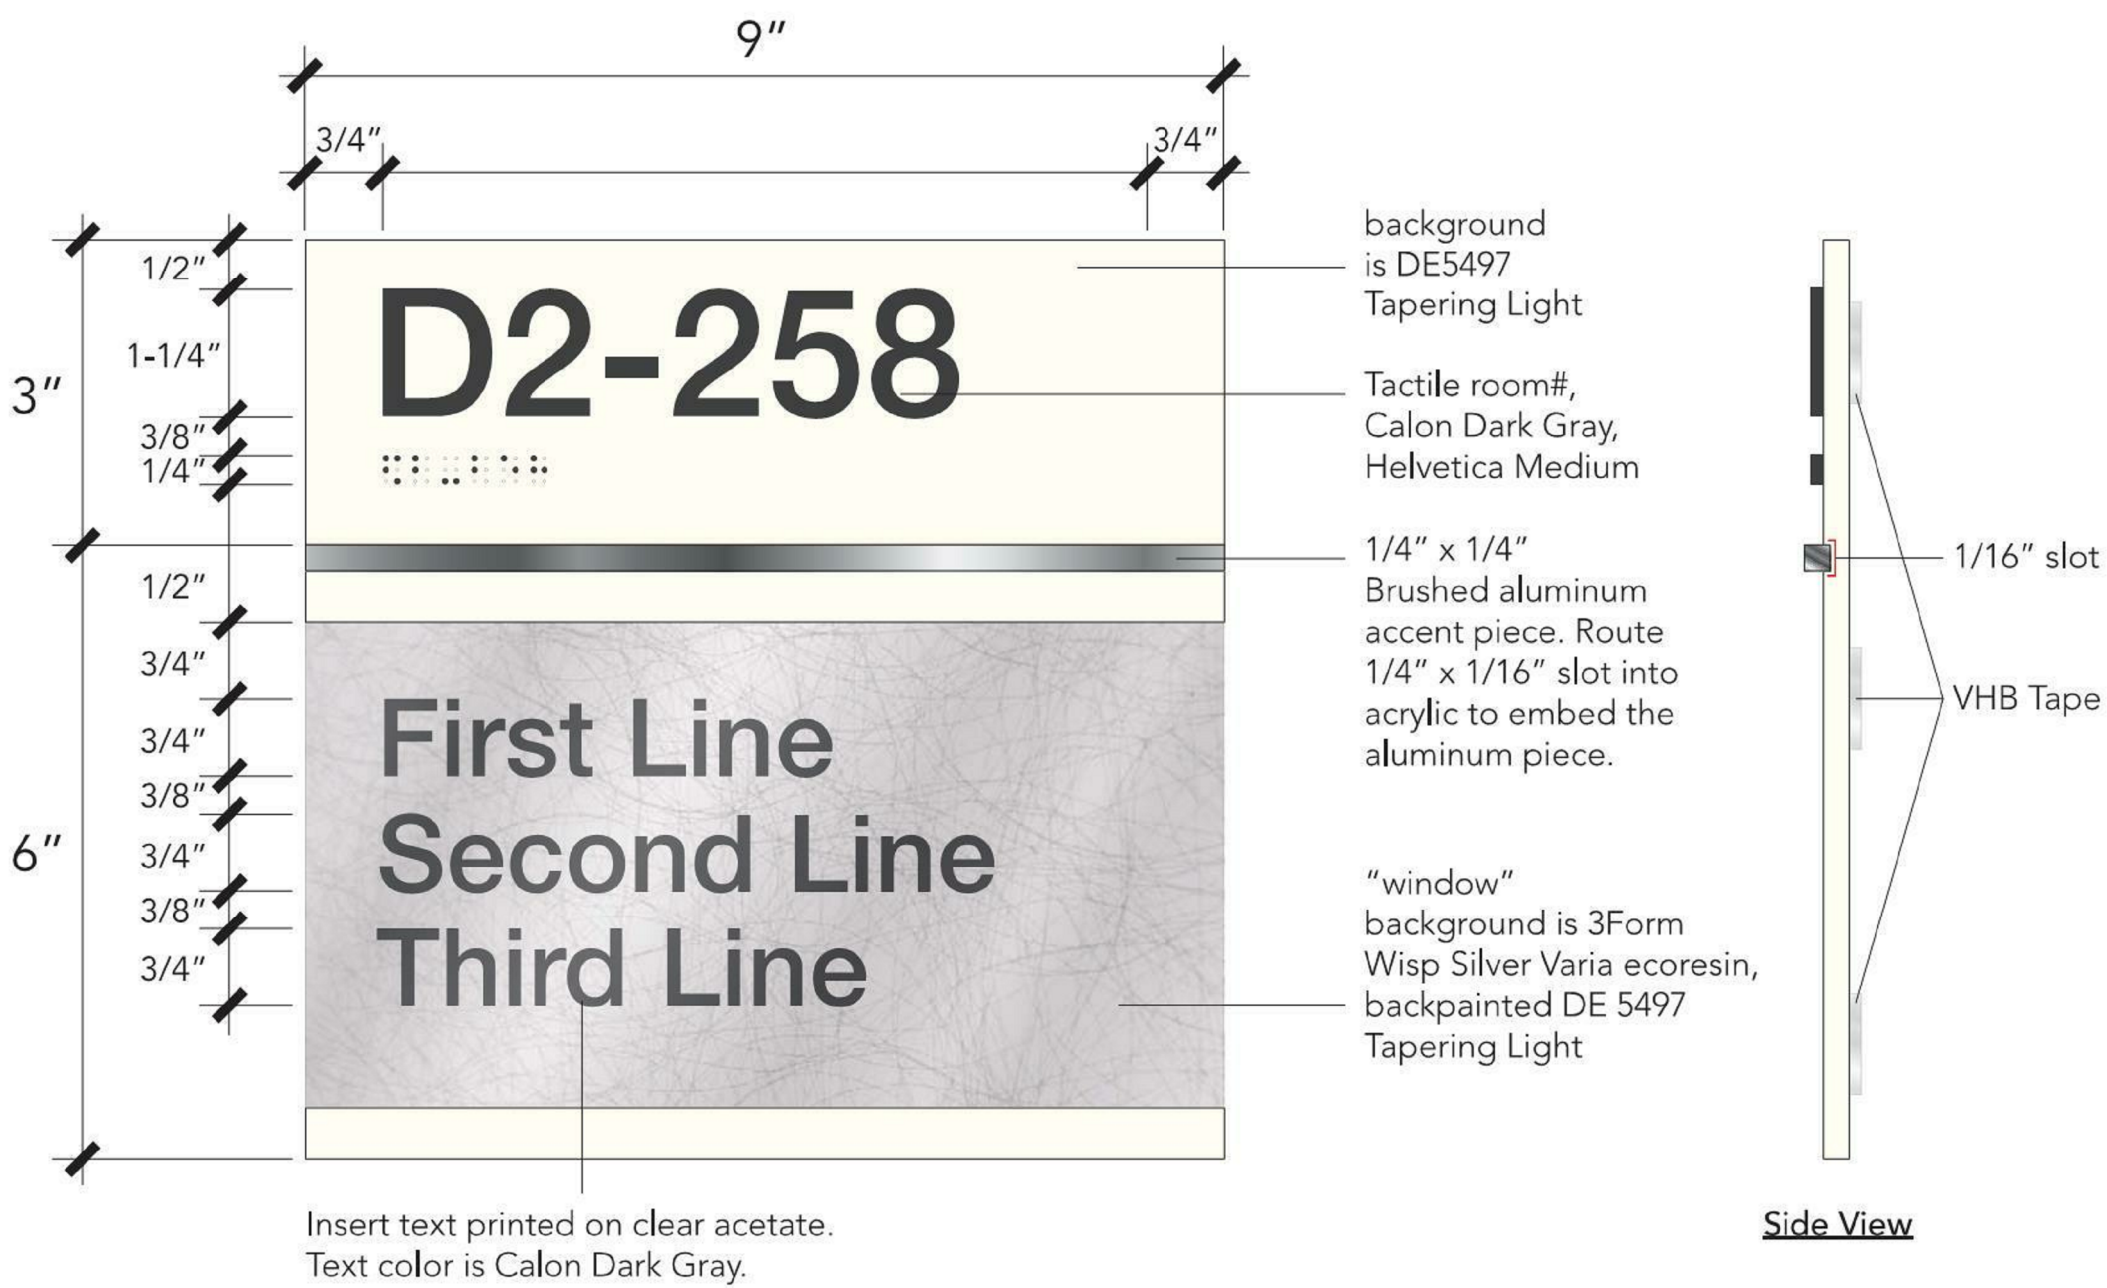 9”
3/4”
3/4”
3”
1/2”
1-1/4”
3/8”
1/4”
D2-258
background
is DE5497
Tapering Light
Tactile room#,
Calon Dark Gray,
Helvetica Medium
1/4” x 1/4”
Brushed aluminum
accent piece. Route
1/4” x 1/16” slot into
acrylic to embed the
aluminum piece.
1/16” slot
VHB Tape
6”
1/2”
3/4”
3/4”
3/8”
3/4”
3/8”
3/4”
First Line
Second Line
Third Line
“window”
background is 3Form
Wisp Silver Varia ecoresin,
backpainted DE 5497
Tapering Light
Insert text printed on clear acetate.
Text color is Calon Dark Gray.
Side View